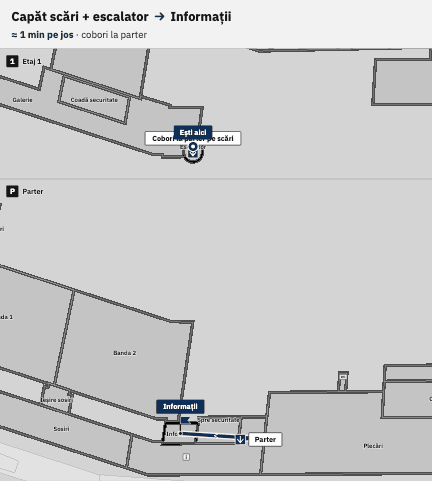 Capăt scări + escalator → Informații
≈ 1 min pe jos · cobori la parter
1 Etaj 1
Galerie
Coadă securitate
Ești aici
P Parter
Banda 2
Informații
Ieșire sosiri
Spre securitate
Info
Parter
Sosiri
Plecări